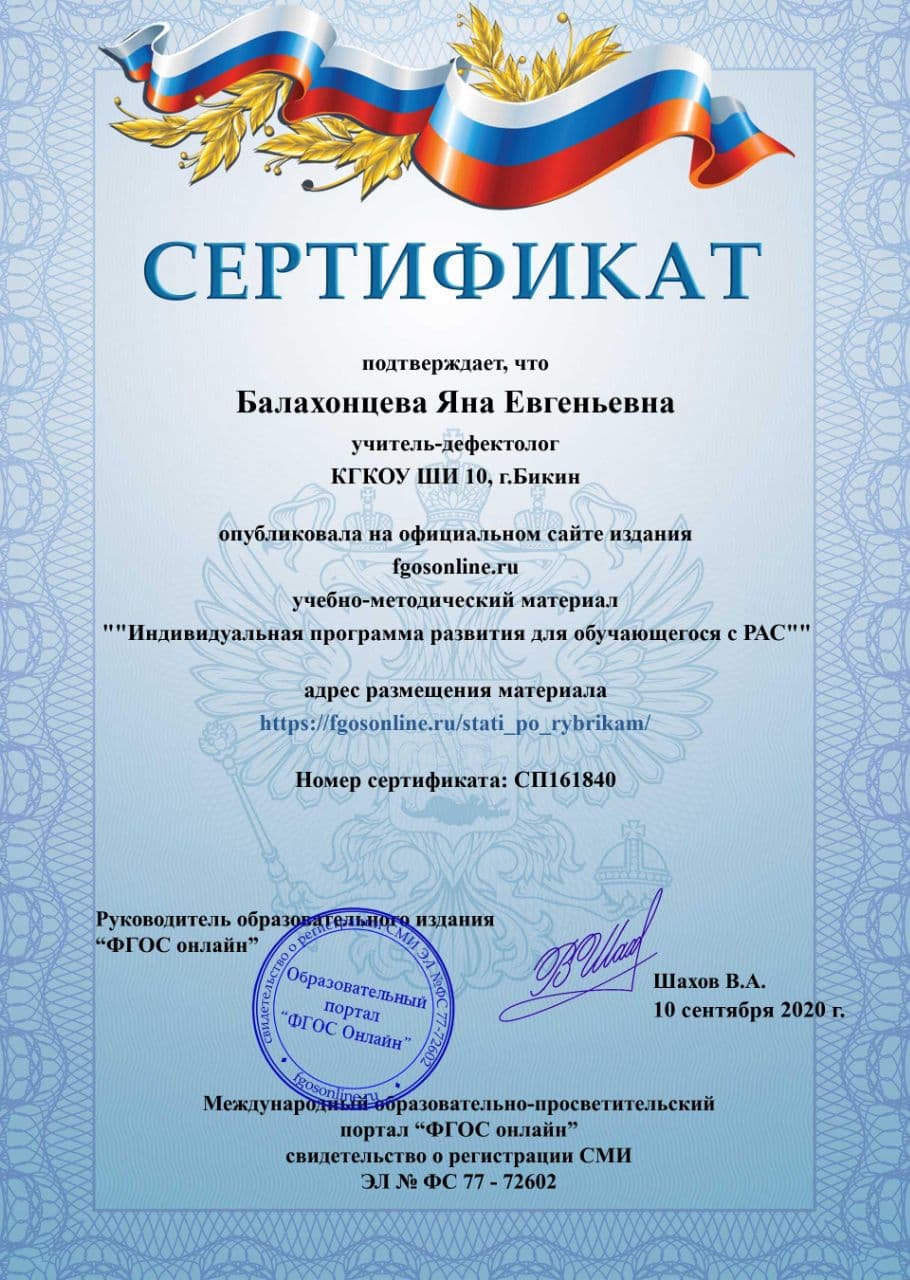 СЕРТИФИКАТ
подтверждает, что
Балахонцева Яна Евгеньевна
учитель-дефектолог
КГКОУ ШИ 10, г.Бикин
опубликовала на официальном сайте издания
fgosonline.ru
учебно-методический материал
""Индивидуальная программа развития для обучающегося с РАС""
адрес размещения материала
https://fgosonline.ru/stati_po_rybrikam/
Номер сертификата: СП161840
Руководитель образовательного издания
“ФГОС онлайн”
свидетельство о регистрации СМИ ЭЛ №ФС 77-72602
Образовательный
портал
“ФГОС Онлайн”
fgosonline.ru
Шахов В.А.
10 сентября 2020 г.
Международный образовательно-просветительский
портал “ФГОС онлайн”
свидетельство о регистрации СМИ
ЭЛ № ФС 77 - 72602